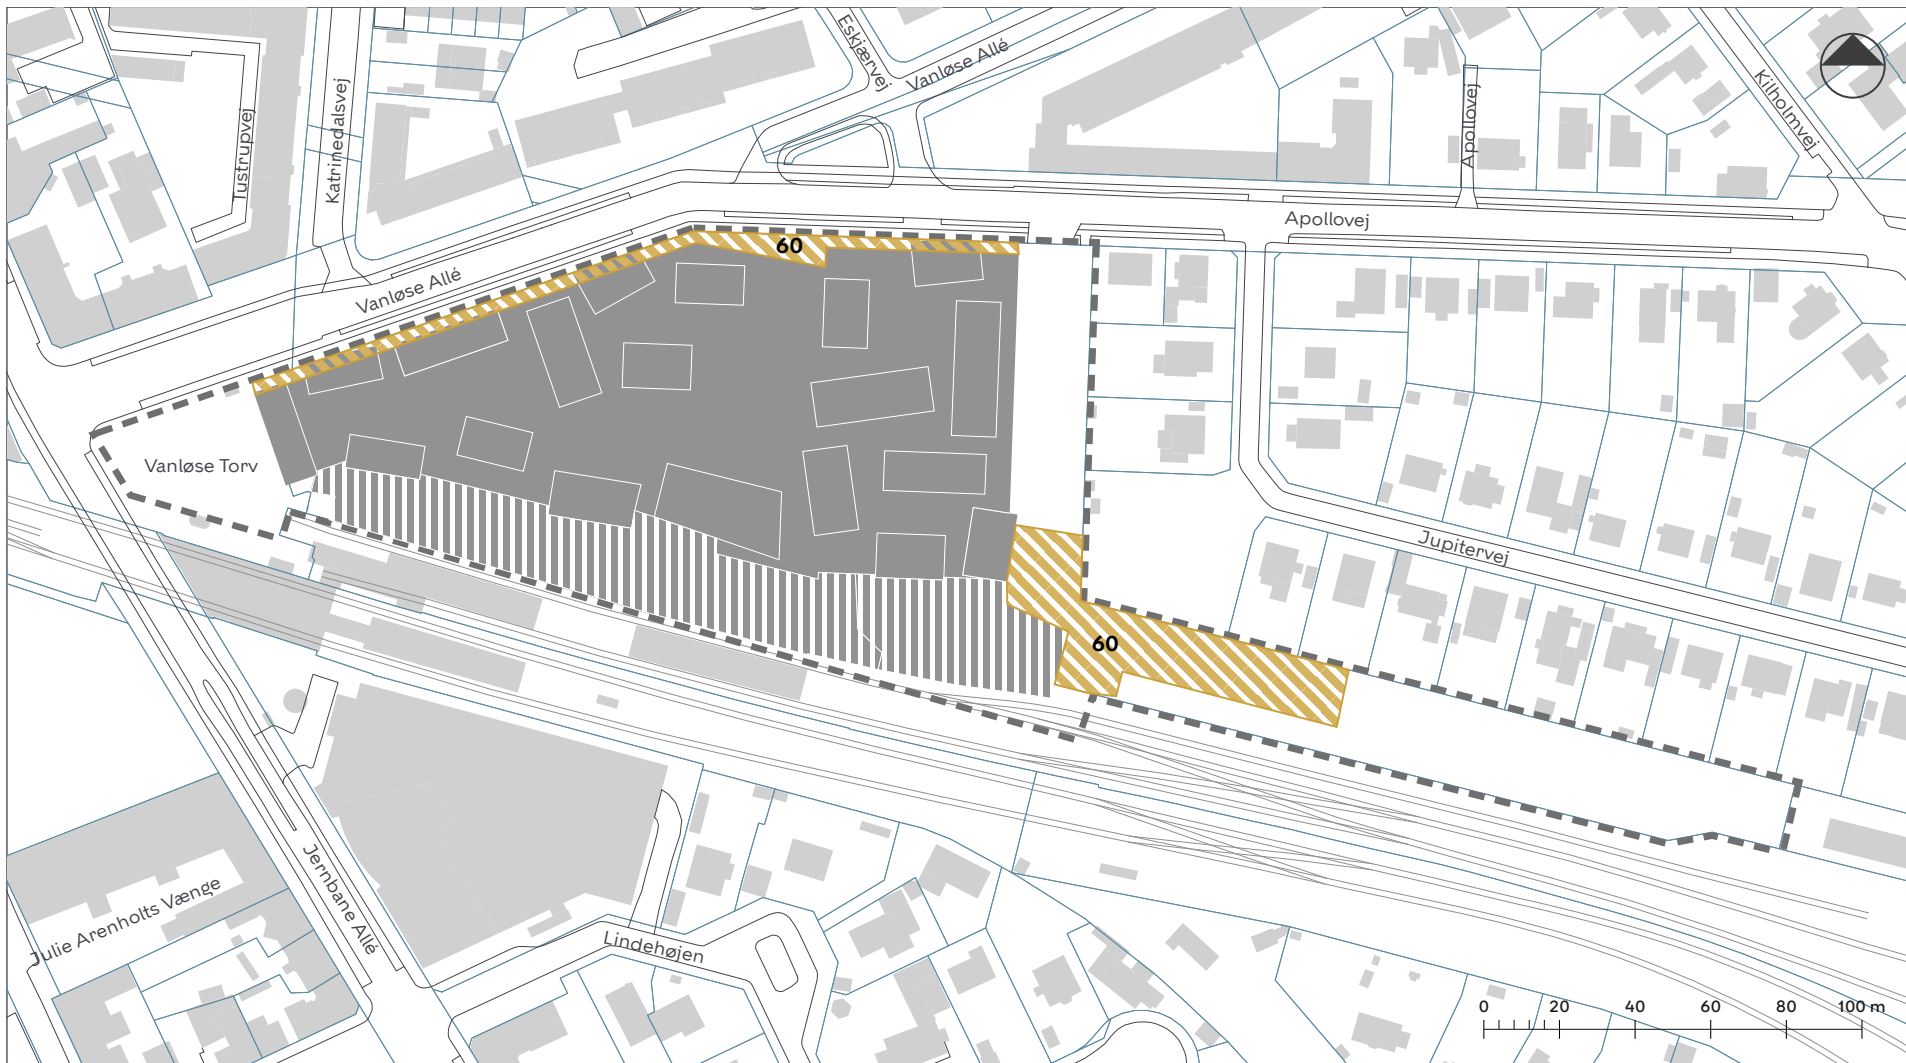 Eskjærvej
Vanløse Allé
Kilholmvej
Tustrupvej
Katrinedalsvej
Apollovej
Apollovej
60
Vanløse Allé
Vanløse Torv
Jupitervej
60
Jernbane Allé
Julie Arenholts Vænge
Lindehøjen
0 20 40 60 80 100 m